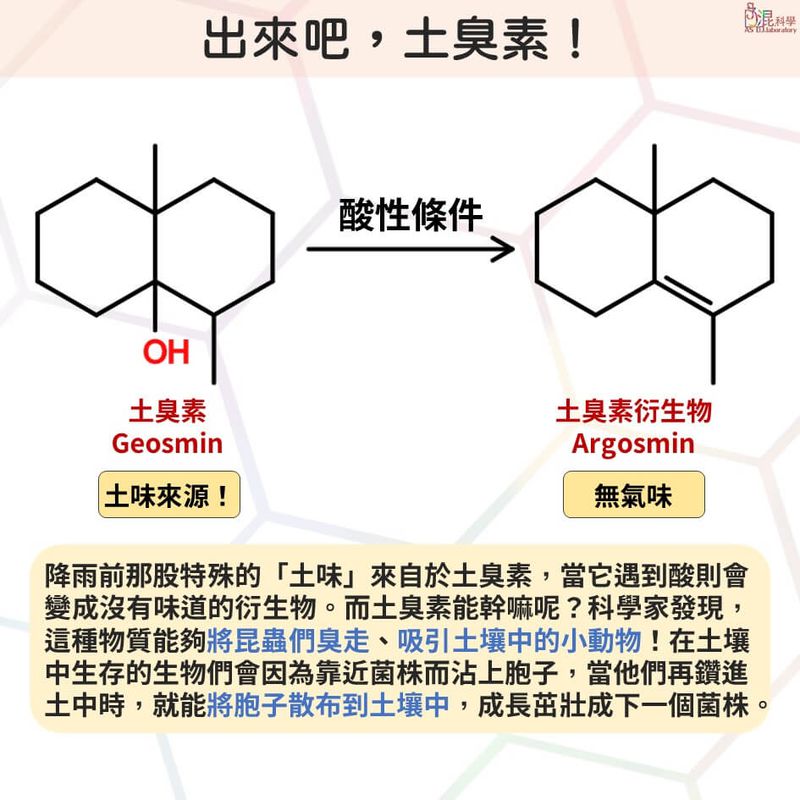 出來吧，土臭素！
混科學
AS D.I.laboratory
酸性條件
OH
土臭素
Geosmin
土味來源！
土臭素衍生物
Argosmin
無氣味
降雨前那股特殊的「土味」來自於土臭素，當它遇到酸則會
變成沒有味道的衍生物。而土臭素能幹嘛呢？科學家發現，
這種物質能夠將昆蟲們臭走、吸引土壤中的小動物！在土壤
中生存的生物們會因為靠近菌株而沾上胞子，當他們再鑽進
土中時，就能將胞子散布到土壤中，成長茁壯成下一個菌株。